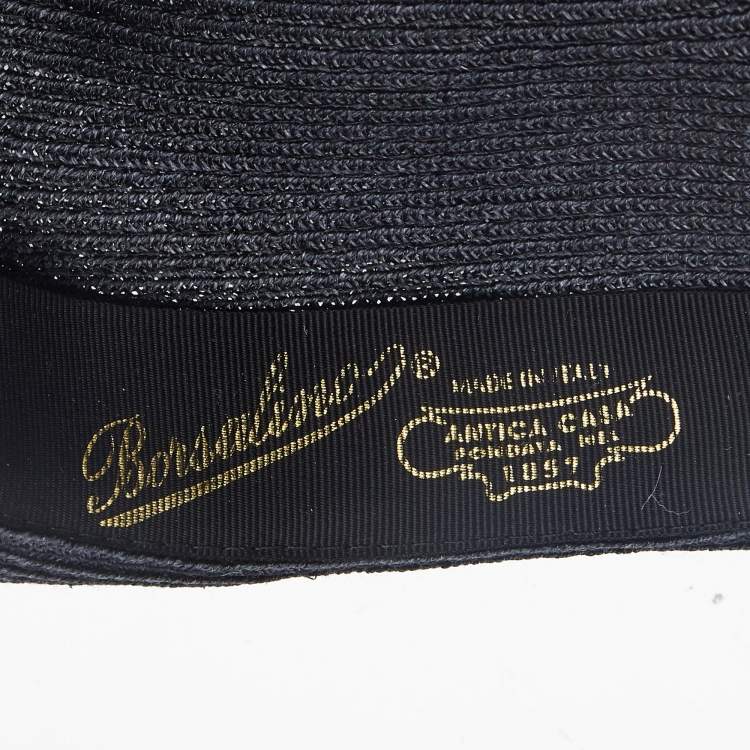 Borsalino®
MADE IN ITALY
ANTICA CASA
FONDATA NEL
1857